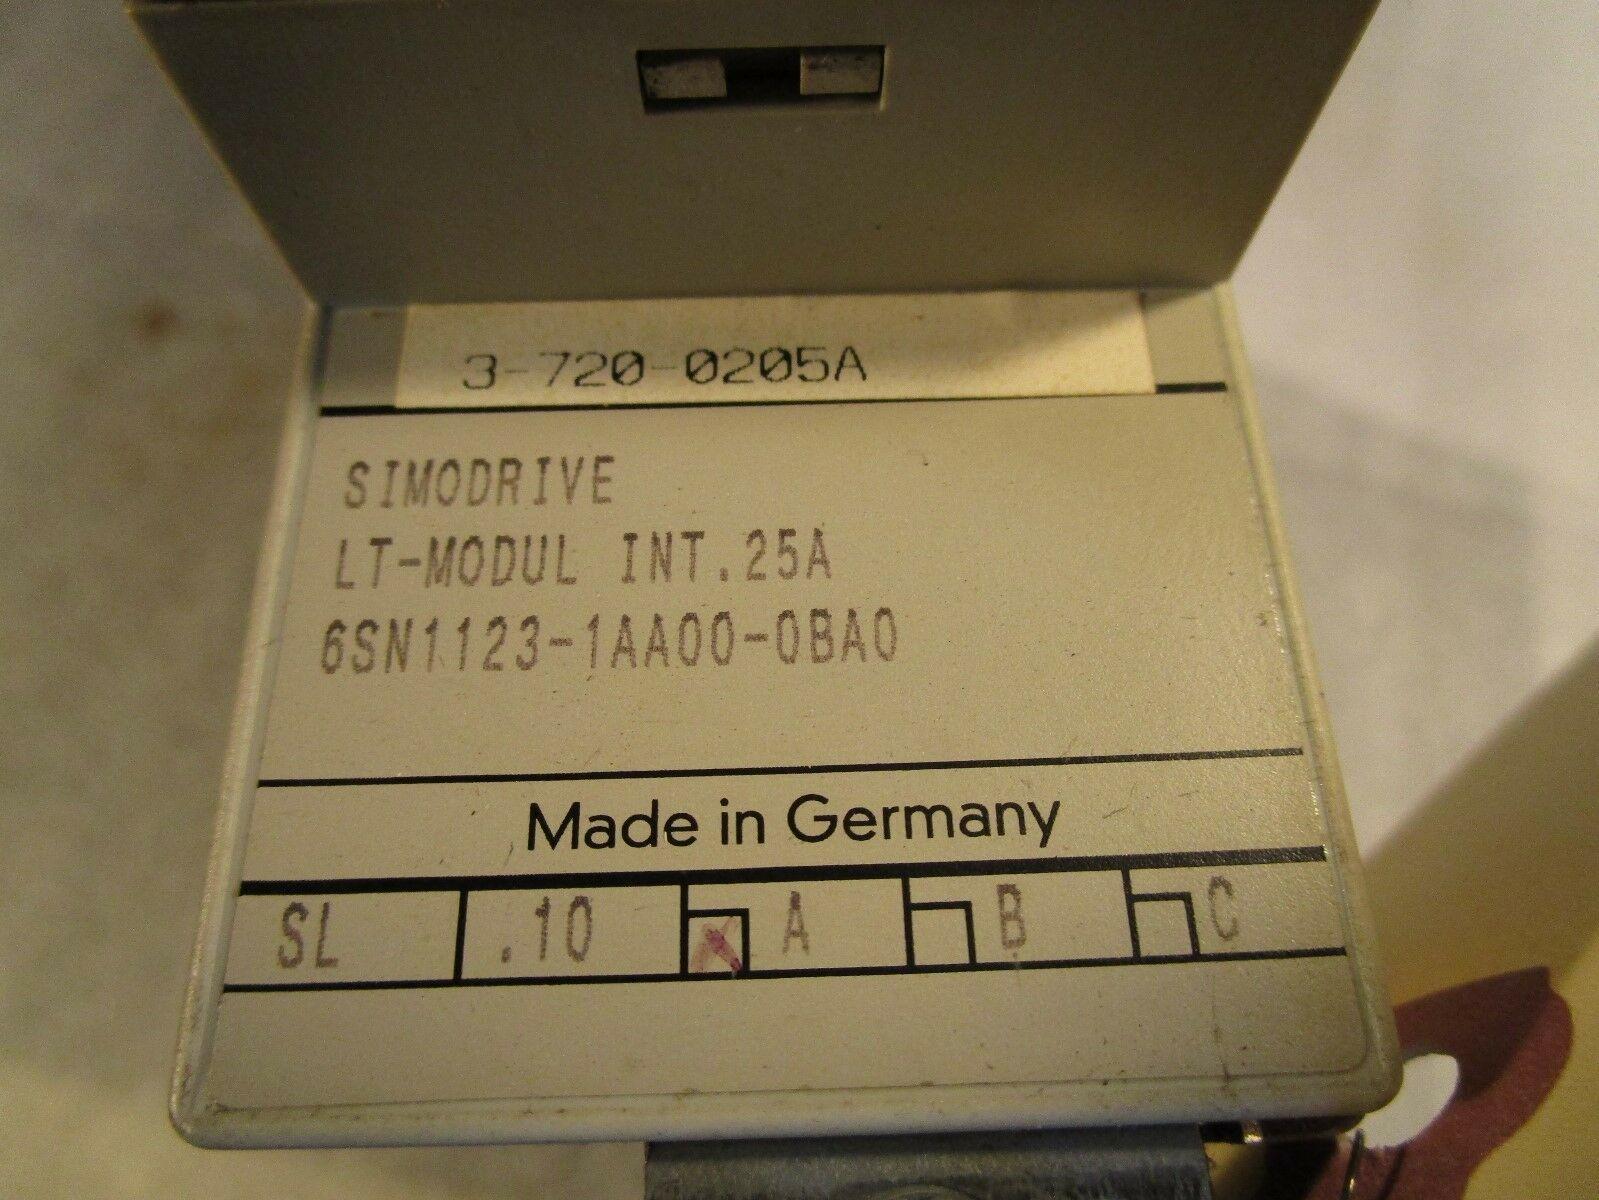 3-720-0205A
SIMODRIVE
LT-MODUL INT.25A
6SN1123-1AA00-0BA0
Made in Germany
SL .10 A B C